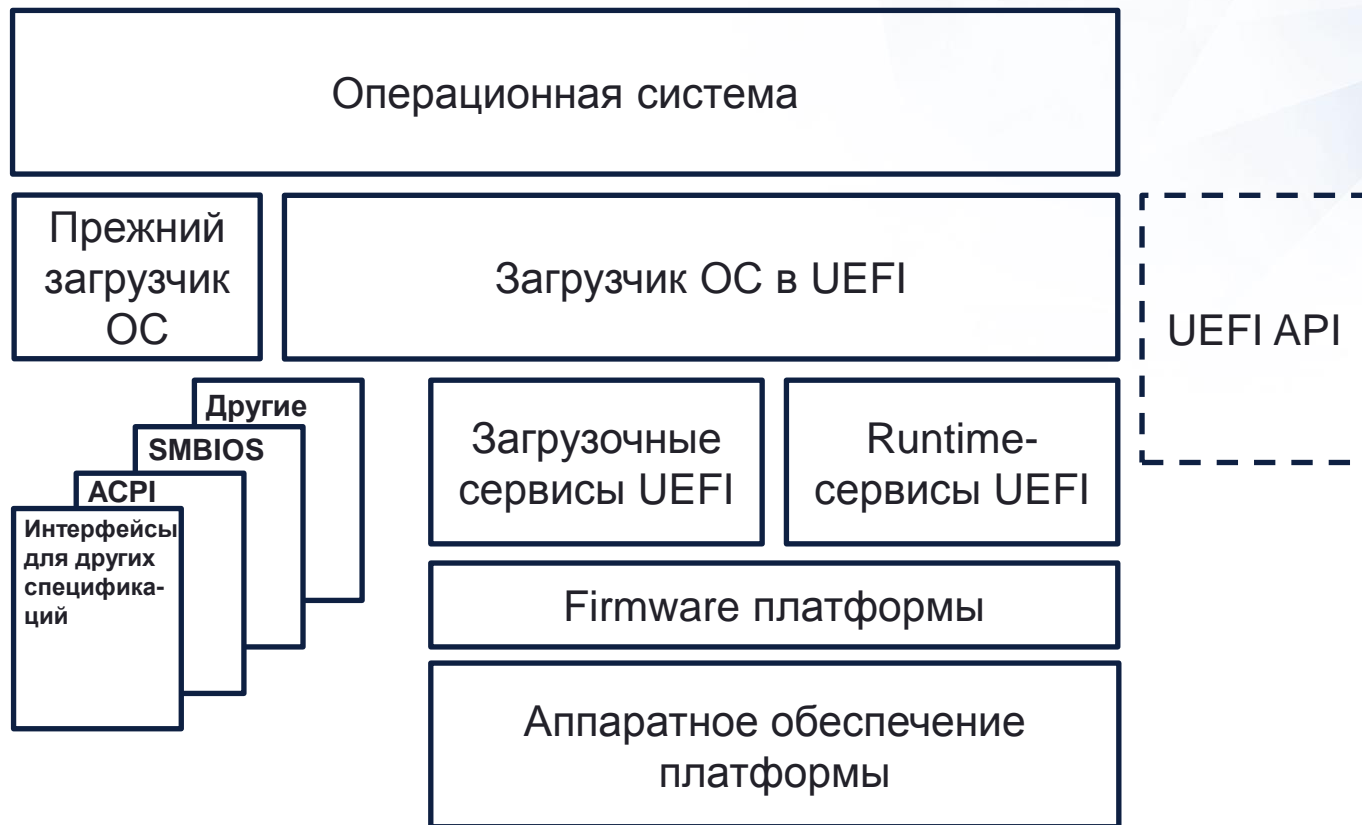 Операционная система
Прежний
загрузчик
ОС
Загрузчик ОС в UEFI
UEFI API
Другие
SMBIOS
ACPI
Интерфейсы
для других
специфика-
ций
Загрузочные
сервисы UEFI
Runtime-
сервисы UEFI
Firmware платформы
Аппаратное обеспечение
платформы